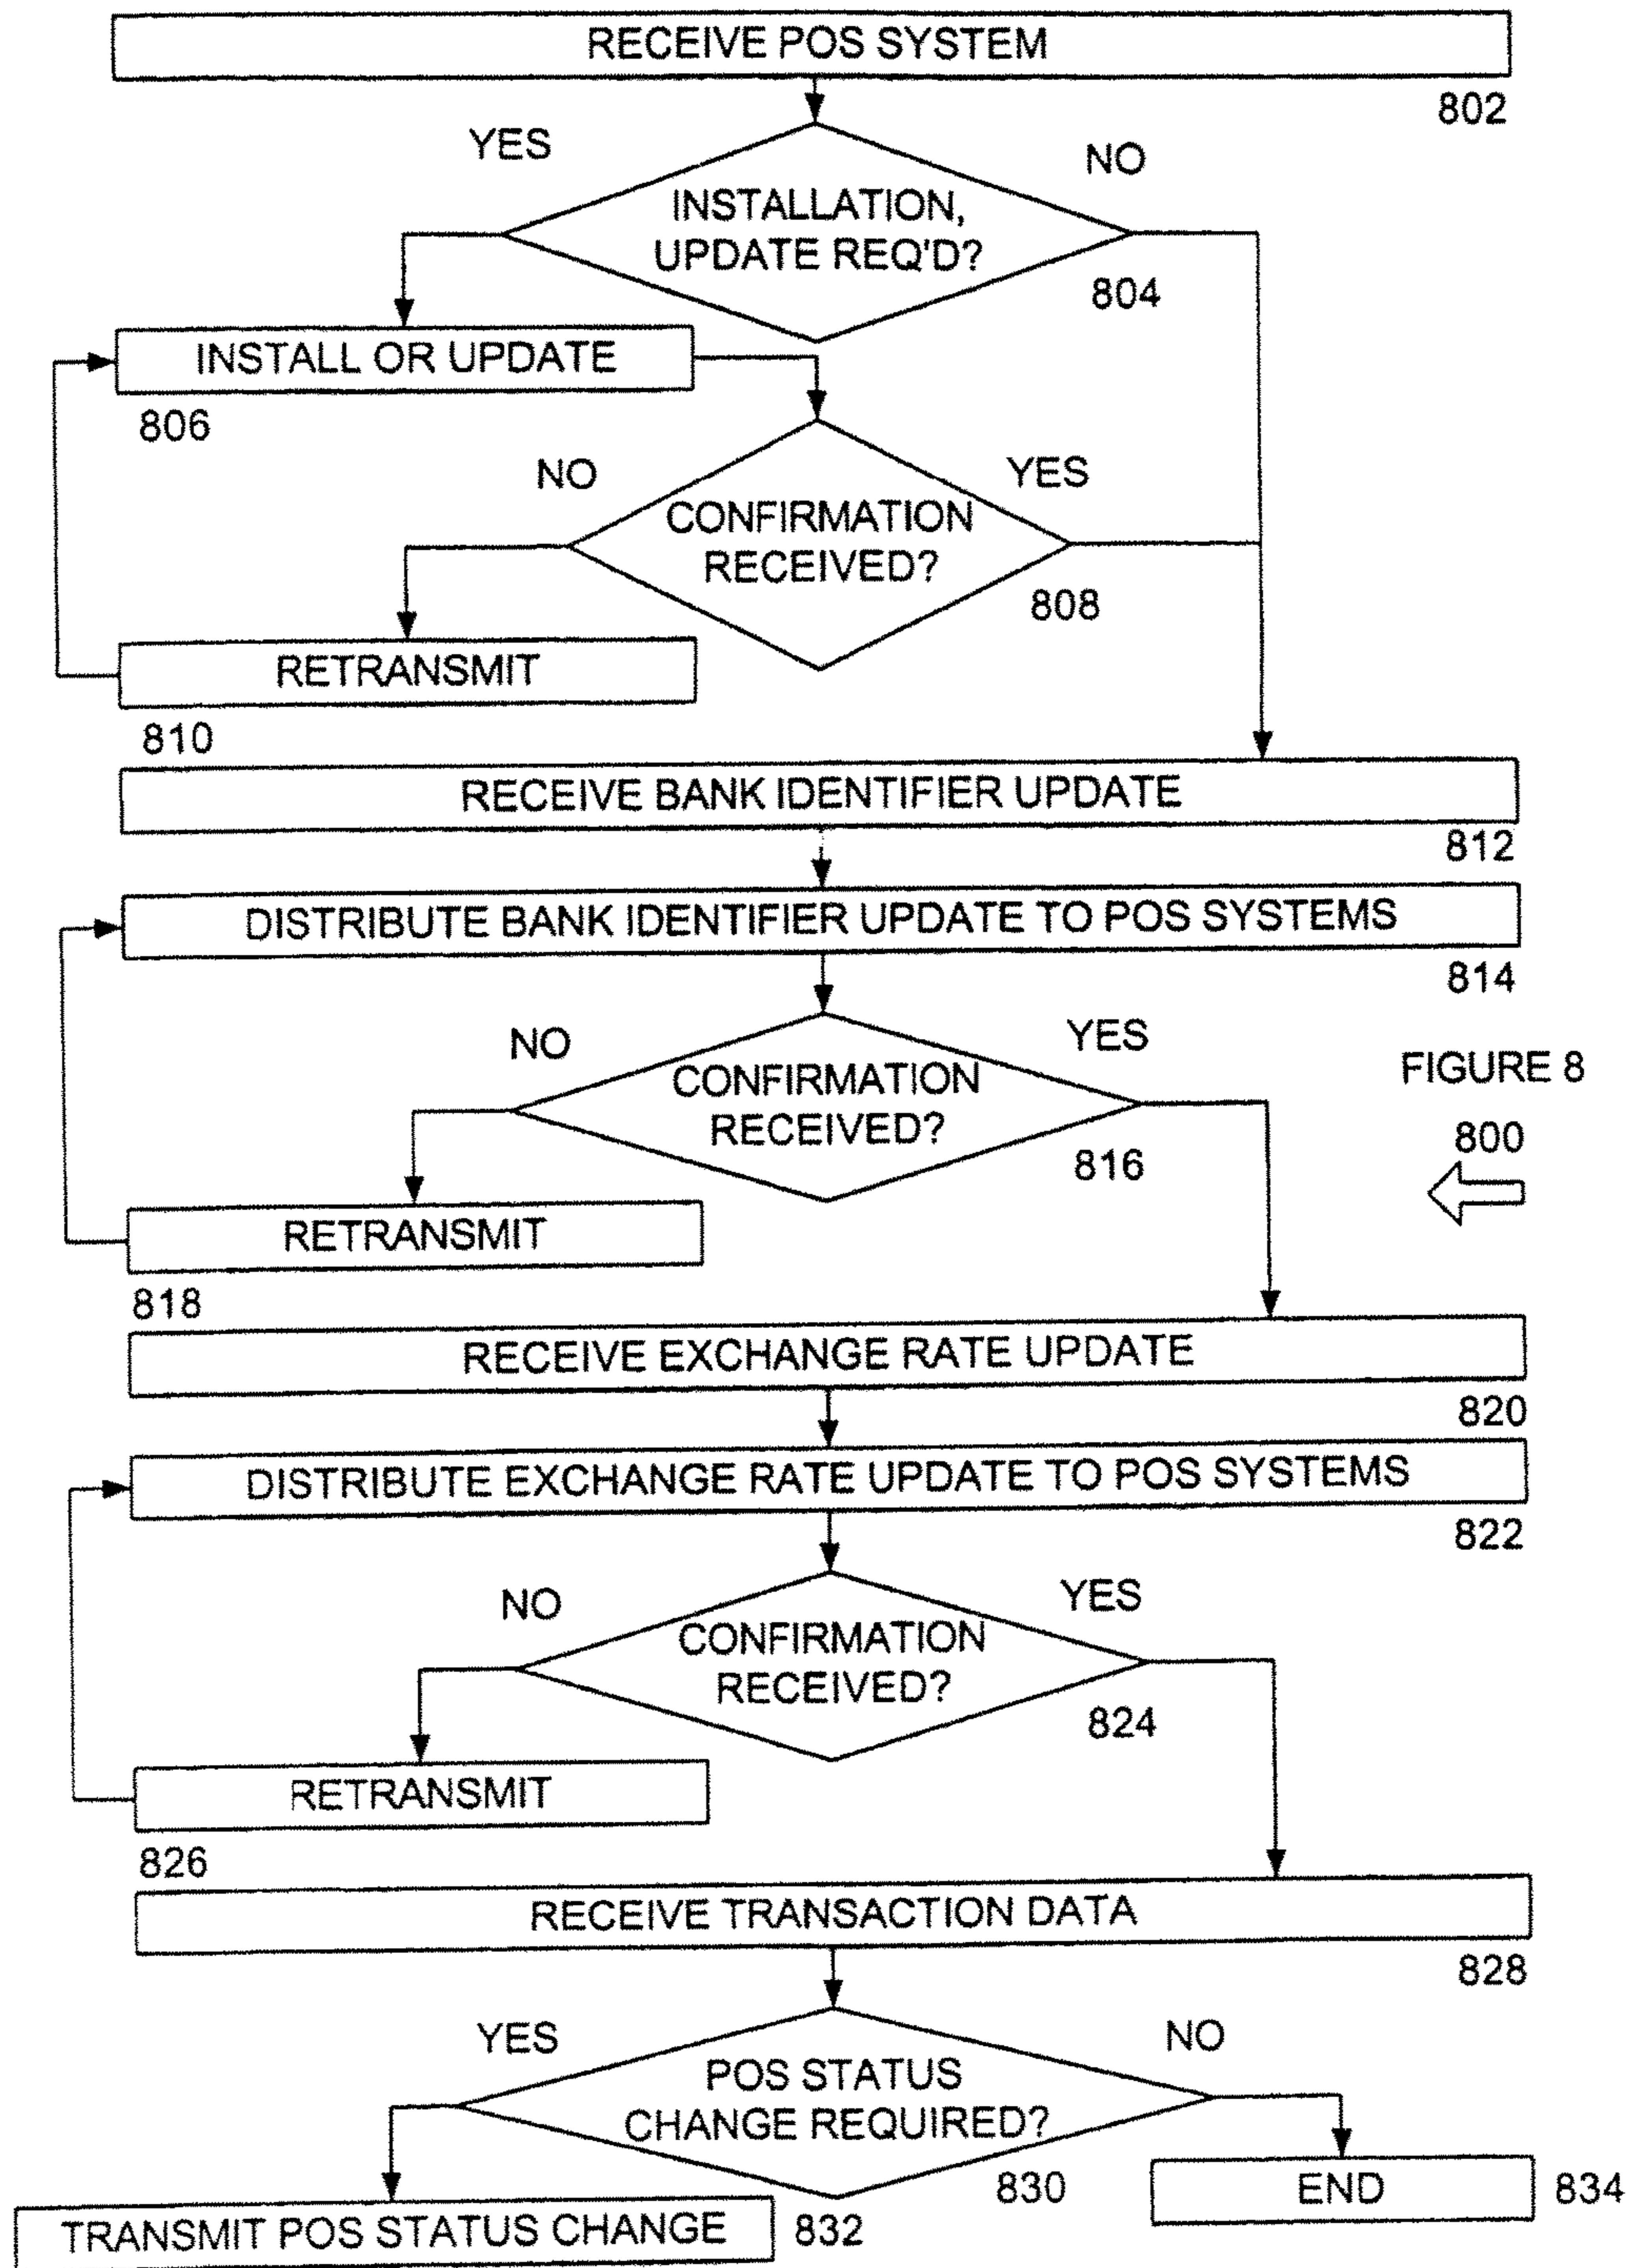 RECEIVE POS SYSTEM
802
YES
NO
INSTALLATION,
UPDATE REQ'D?
804
INSTALL OR UPDATE
806
NO
YES
CONFIRMATION
RECEIVED?
808
RETRANSMIT
810
RECEIVE BANK IDENTIFIER UPDATE
812
DISTRIBUTE BANK IDENTIFIER UPDATE TO POS SYSTEMS
814
NO
YES
CONFIRMATION
RECEIVED?
816
FIGURE 8
800
RETRANSMIT
818
RECEIVE EXCHANGE RATE UPDATE
820
DISTRIBUTE EXCHANGE RATE UPDATE TO POS SYSTEMS
822
NO
YES
CONFIRMATION
RECEIVED?
824
RETRANSMIT
826
RECEIVE TRANSACTION DATA
828
YES
NO
POS STATUS
CHANGE REQUIRED?
830
END
834
TRANSMIT POS STATUS CHANGE
832